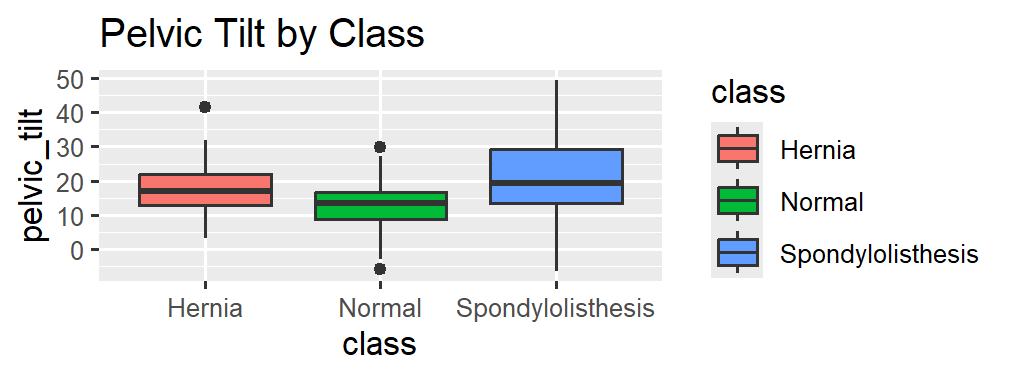 Pelvic Tilt by Class
pelvic_tilt
50
40
30
20
10
0
Hernia Normal Spondylolisthesis
class
class
Hernia
Normal
Spondylolisthesis